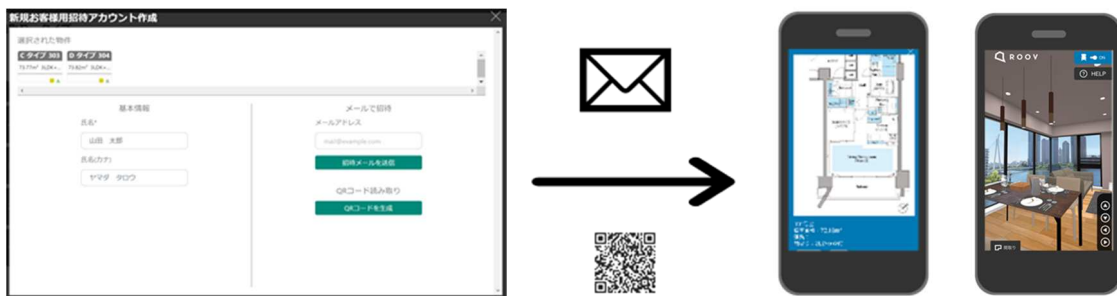 新規お客様用招待アカウント作成
選択された物件
C タイプ 303
D タイプ 304
基本情報
氏名*
山田 太郎
氏名(カナ)
ヤマダ タロウ
メールで招待
メールアドレス
mail@example.com
招待メールを送信
QRコード読み取り
QRコードを生成
ROOV
ON
HELP